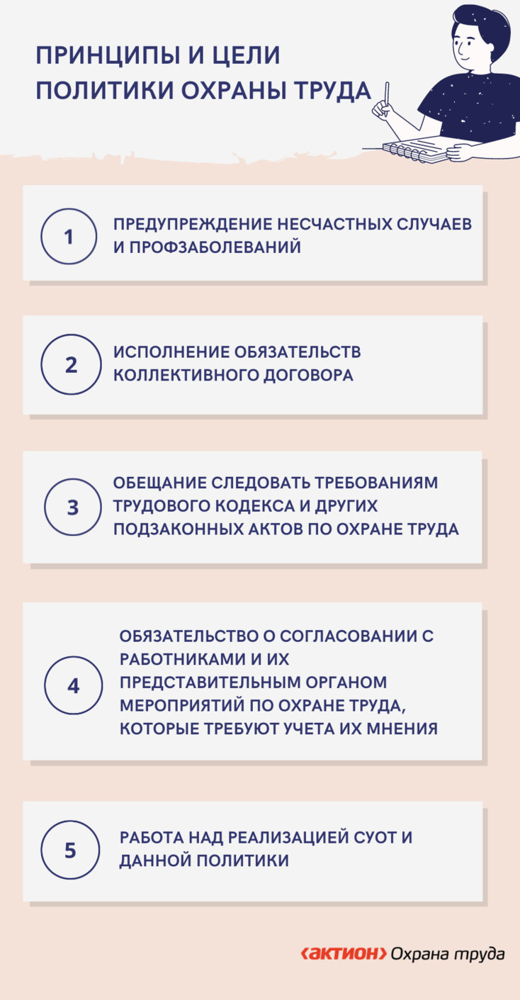 ПРИНЦИПЫ И ЦЕЛИ
ПОЛИТИКИ ОХРАНЫ ТРУДА
1
ПРЕДУПРЕЖДЕНИЕ НЕСЧАСТНЫХ СЛУЧАЕВ
И ПРОФЗАБОЛЕВАНИЙ
2
ИСПОЛНЕНИЕ ОБЯЗАТЕЛЬСТВ
КОЛЛЕКТИВНОГО ДОГОВОРА
3
ОБЕЩАНИЕ СЛЕДОВАТЬ ТРЕБОВАНИЯМ
ТРУДОВОГО КОДЕКСА И ДРУГИХ
ПОДЗАКОННЫХ АКТОВ ПО ОХРАНЕ ТРУДА
4
ОБЯЗАТЕЛЬСТВО О СОГЛАСОВАНИИ С
РАБОТНИКАМИ И ИХ
ПРЕДСТАВИТЕЛЬНЫМ ОРГАНОМ
МЕРОПРИЯТИЙ ПО ОХРАНЕ ТРУДА,
КОТОРЫЕ ТРЕБУЮТ УЧЕТА ИХ МНЕНИЯ
5
РАБОТА НАД РЕАЛИЗАЦИЕЙ СУОТ И
ДАННОЙ ПОЛИТИКИ
‹актион› Охрана труда